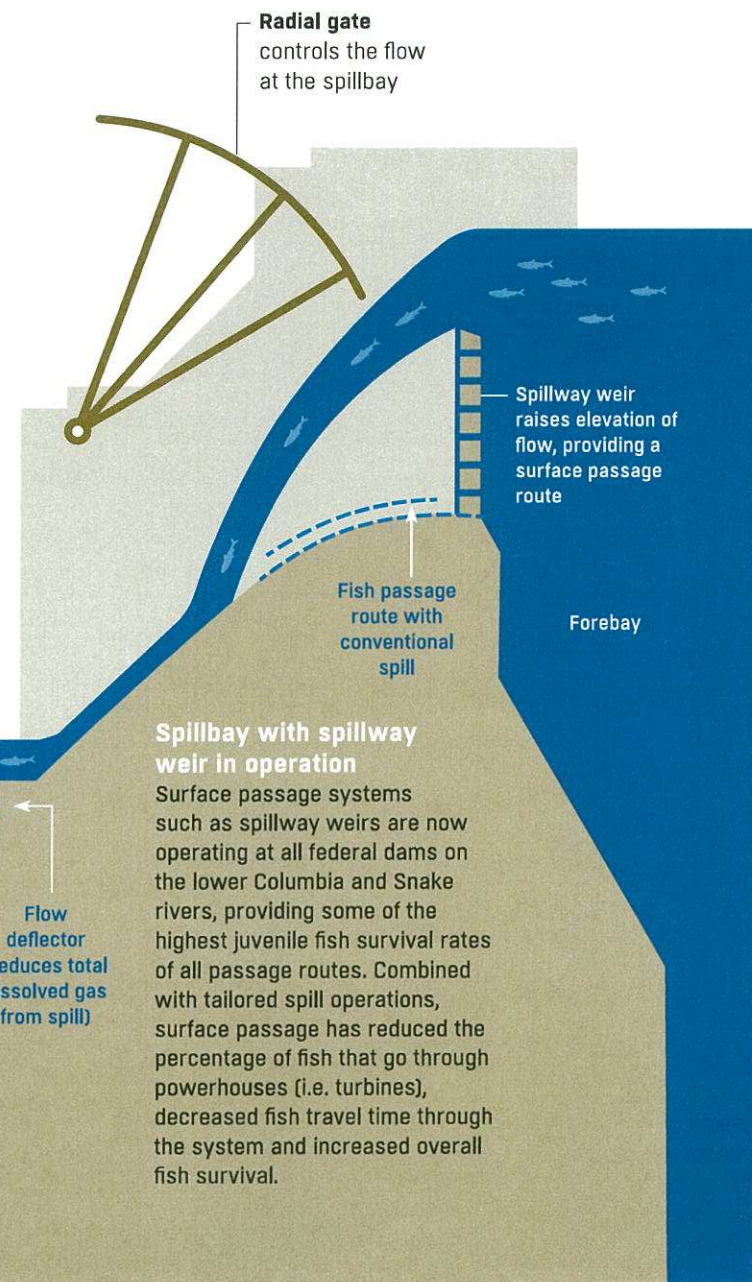 Radial gate
controls the flow
at the spillbay
Spillway weir
raises elevation of
flow, providing a
surface passage
route
Fish passage
route with
conventional
spill
Forebay
Spillbay with spillway
weir in operation
Surface passage systems
such as spillway weirs are now
operating at all federal dams on
the lower Columbia and Snake
rivers, providing some of the
highest juvenile fish survival rates
of all passage routes. Combined
with tailored spill operations,
surface passage has reduced the
percentage of fish that go through
powerhouses (i.e. turbines),
decreased fish travel time through
the system and increased overall
fish survival.
Flow
deflector
educes total
ssolved gas
from spill)